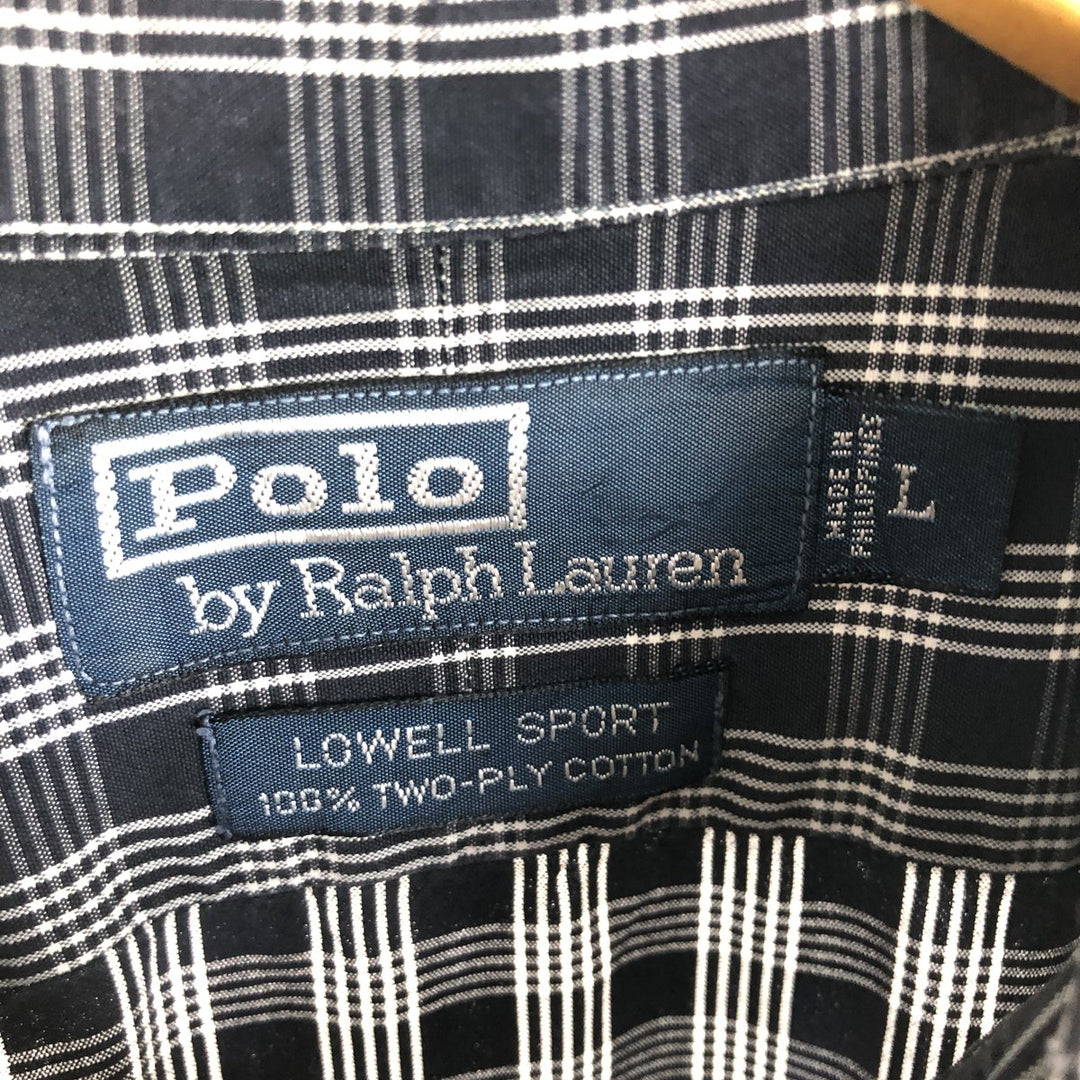 Polo
by Ralph Lauren
MADE IN
PHILIPPINES
L
LOWELL SPORT
100% TWO-PLY COTTON